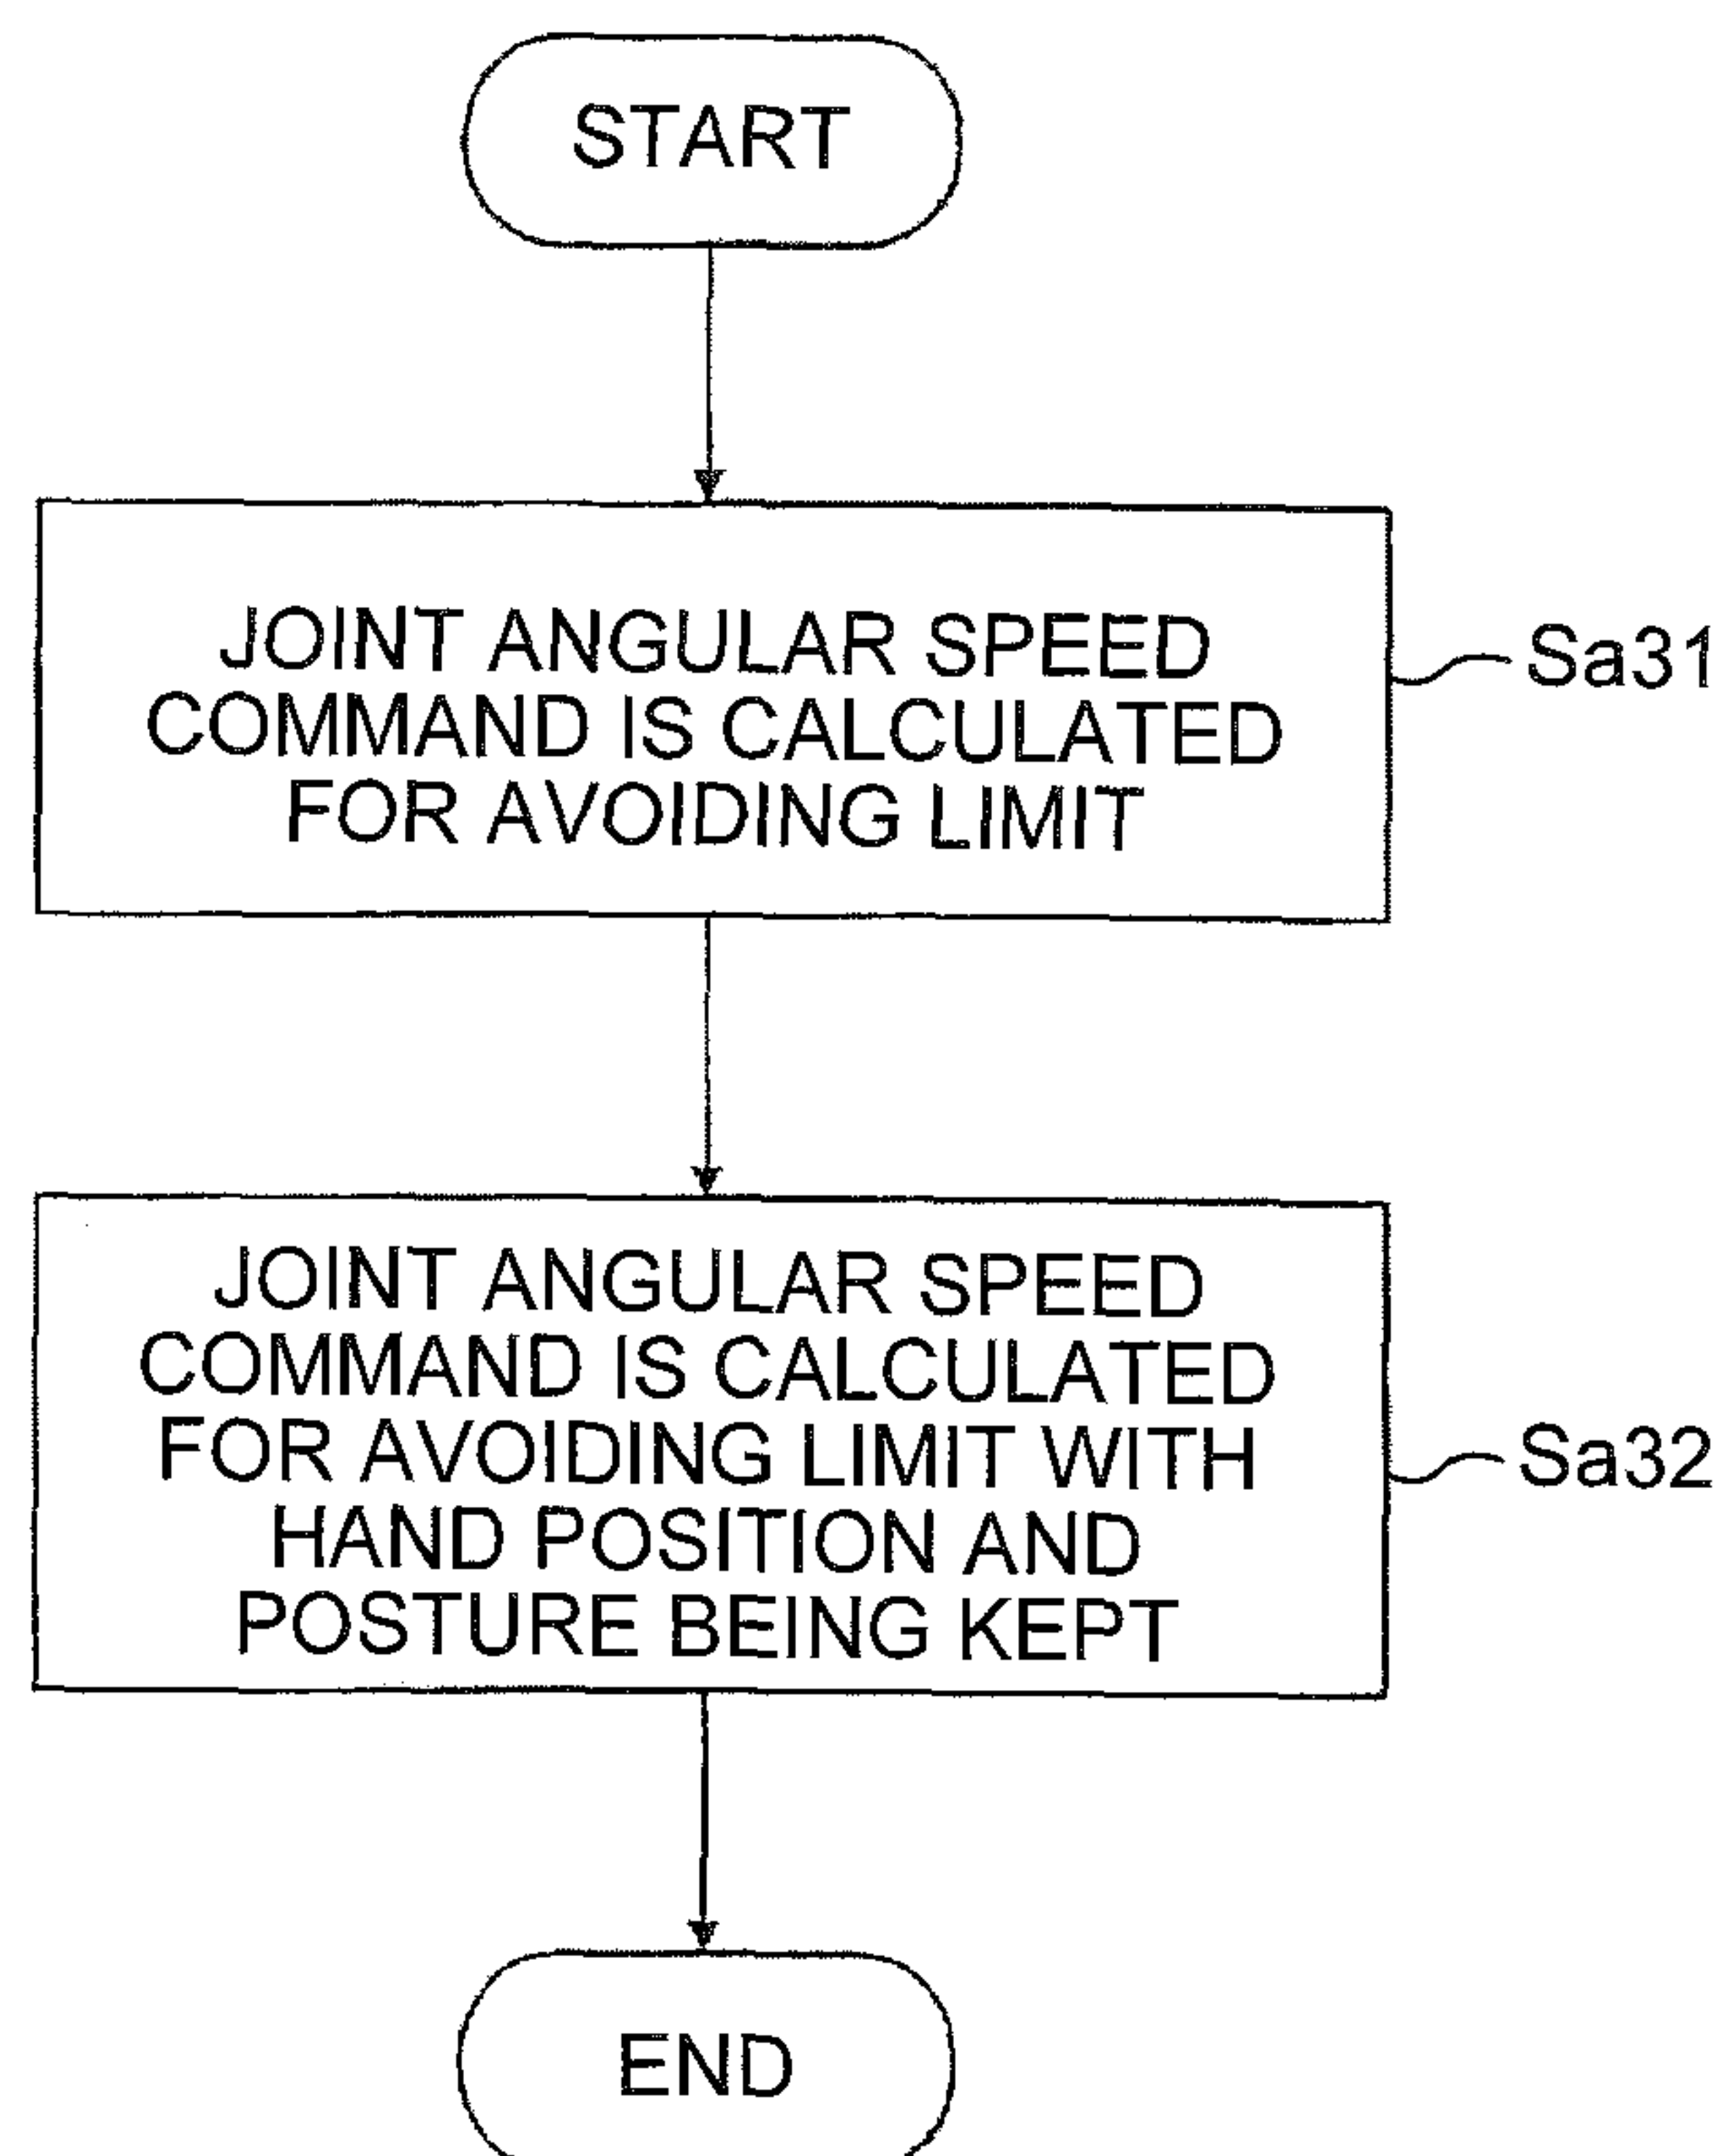 START
JOINT ANGULAR SPEED
COMMAND IS CALCULATED
FOR AVOIDING LIMIT
Sa31
JOINT ANGULAR SPEED
COMMAND IS CALCULATED
FOR AVOIDING LIMIT WITH
HAND POSITION AND
POSTURE BEING KEPT
Sa32
END